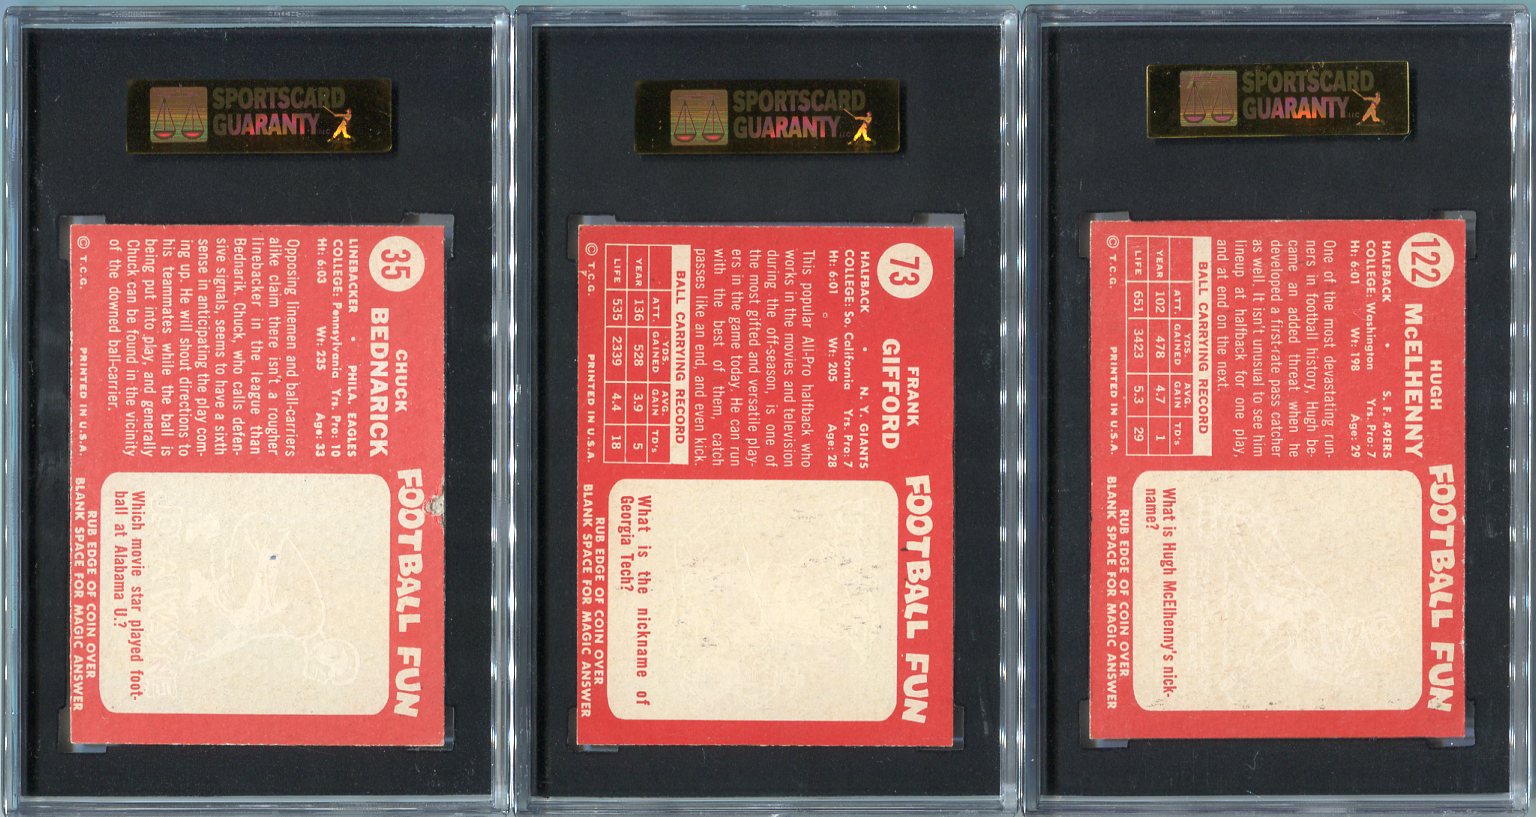 SPORTSCARD
GUARANTY LLC
35
CHUCK
BEDNARICK
LINEBACKER • PHILA. EAGLES
COLLEGE: Pennsylvania Yrs. Pro: 10
Ht: 6:03 Wt: 235 Age: 33
Opposing linemen and ball-carriers
alike claim there isn't a rougher
linebacker in the league than
Bednarik. Chuck, who calls defen-
sive signals, seems to have a sixth
sense in anticipating the play com-
ing up. He will shout directions to
his teammates while the ball is
being put into play, and generally
Chuck can be found in the vicinity
of the downed ball-carrier.
© T.C.G. PRINTED IN U.S.A.
FOOTBALL FUN
Which movie star played foot-
ball at Alabama U.?
RUB EDGE OF COIN OVER
BLANK SPACE FOR MAGIC ANSWER
SPORTSCARD
GUARANTY LLC
73
FRANK
GIFFORD
HALFBACK • N. Y. GIANTS
COLLEGE: So. California Yrs. Pro: 7
Ht: 6:01 Wt: 205 Age: 28
This popular All-Pro halfback who
works in the movies and television
during the off-season, is one of
the most gifted and versatile play-
ers in the game today. He can run
with the best of them, catch
passes like an end, and even kick.
BALL CARRYING RECORD
ATT. YDS. GAINED AVG. GAIN TD's
YEAR 136 528 3.9 5
LIFE 535 2339 4.4 18
© T.C.G. PRINTED IN U.S.A.
FOOTBALL FUN
What is the nickname of
Georgia Tech?
RUB EDGE OF COIN OVER
BLANK SPACE FOR MAGIC ANSWER
SPORTSCARD
GUARANTY LLC
122
HUGH
McELHENNY
HALFBACK • S. F. 49ERS
COLLEGE: Washington Yrs. Pro: 7
Ht: 6:01 Wt: 198 Age: 29
One of the most devastating run-
ners in football history, Hugh be-
came an added threat when he
developed a first-rate pass catcher
as well. It isn't unusual to see him
lineup at halfback for one play,
and at end on the next.
BALL CARRYING RECORD
ATT. YDS. GAINED AVG. GAIN TD's
YEAR 102 478 4.7 1
LIFE 651 3423 5.3 29
© T.C.G. PRINTED IN U.S.A.
FOOTBALL FUN
What is Hugh McElhenny's nick-
name?
RUB EDGE OF COIN OVER
BLANK SPACE FOR MAGIC ANSWER